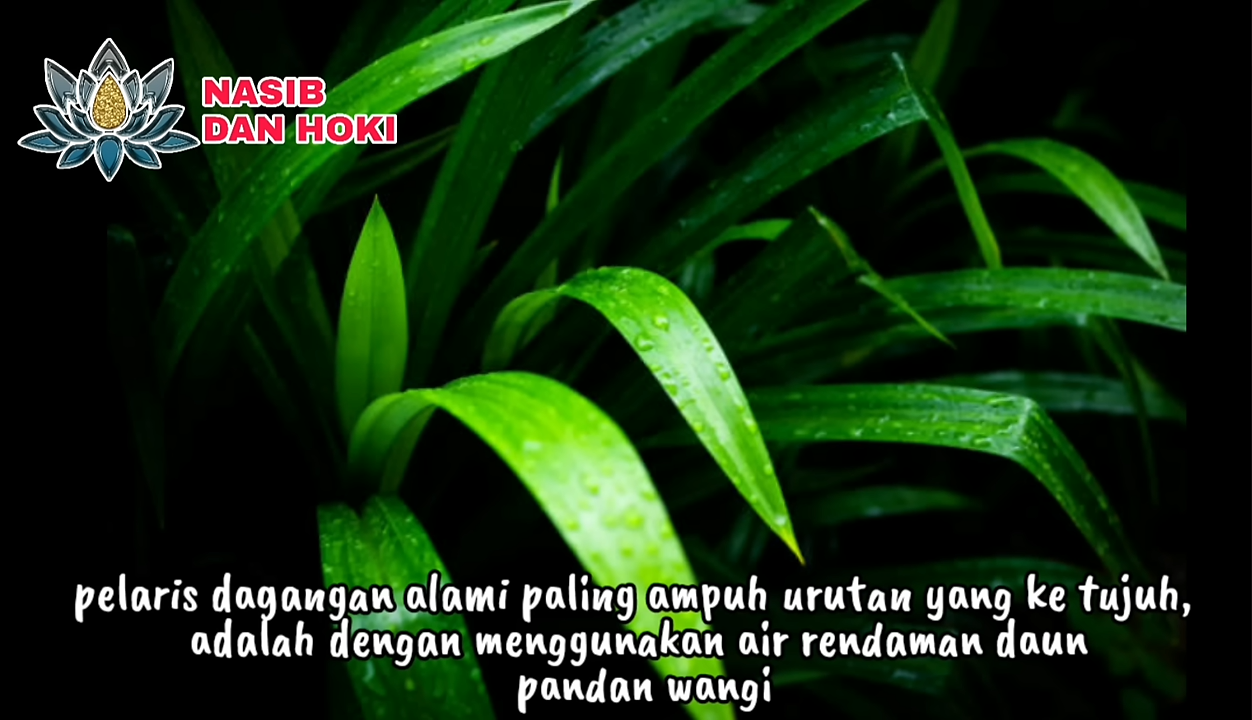 NASIB
DAN HOKI
pelaris dagangan alami paling ampuh urutan yang ke tujuh,
adalah dengan menggunakan air rendaman daun
pandan wangi